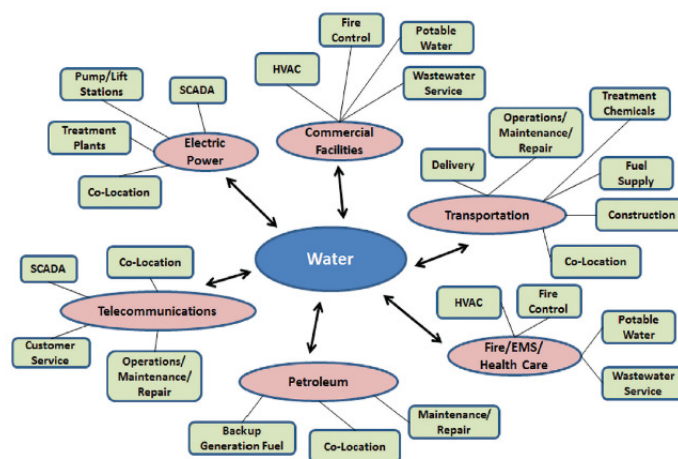 Fire
Control
Potable
Water
HVAC
Wastewater
Service
Commercial
Facilities
Pump/Lift
Stations
SCADA
Treatment
Plants
Electric
Power
Co-Location
Treatment
Chemicals
Operations/
Maintenance/
Repair
Delivery
Fuel
Supply
Transportation
Construction
Co-Location
Water
SCADA
Co-Location
Telecommunications
Customer
Service
Operations/
Maintenance/
Repair
HVAC
Fire
Control
Potable
Water
Fire/EMS/
Health Care
Wastewater
Service
Petroleum
Backup
Generation Fuel
Co-Location
Maintenance/
Repair